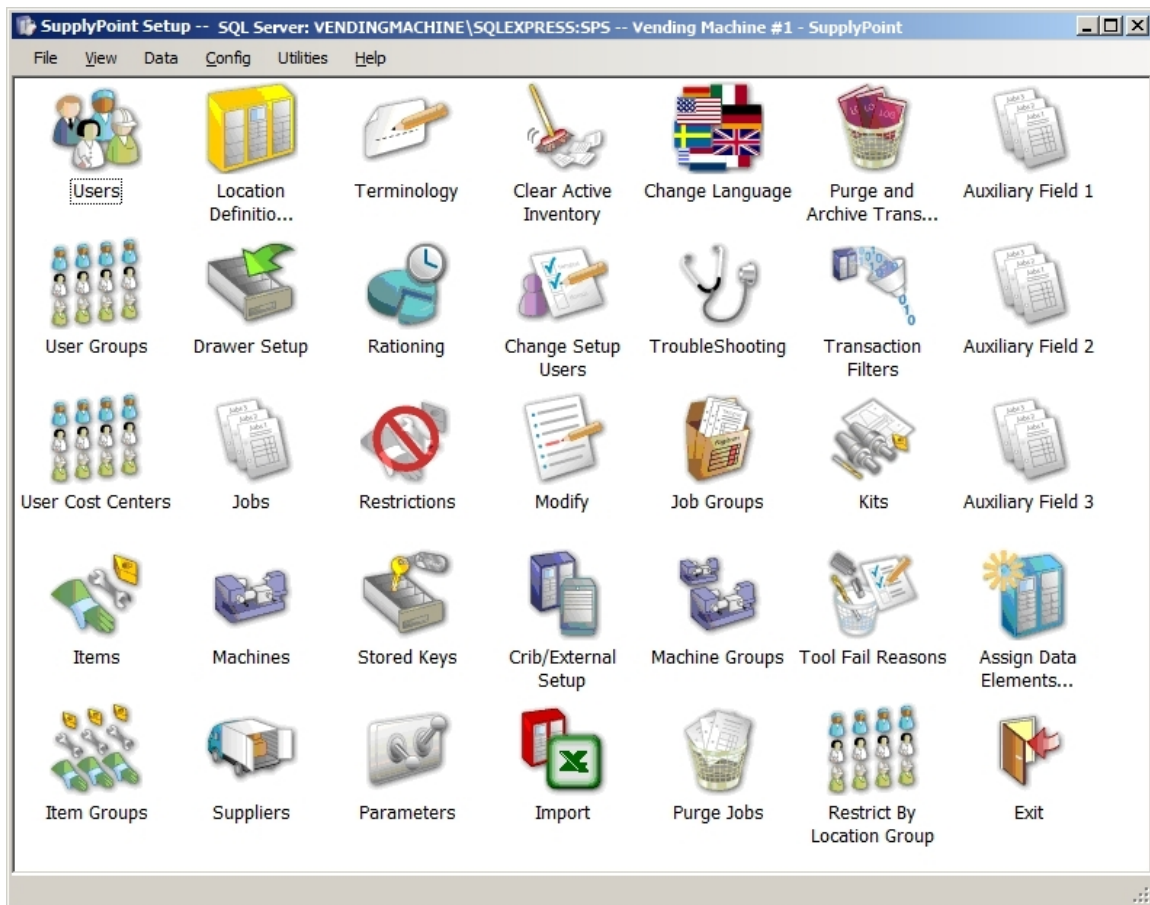 SupplyPoint Setup -- SQL Server: VENDINGMACHINE\SQLEXPRESS:SPS -- Vending Machine #1 - SupplyPoint
File View Data Config Utilities Help
Users
Location
Definitio...
Terminology
Clear Active
Inventory
Change Language
Purge and
Archive Trans...
Auxiliary Field 1
User Groups
Drawer Setup
Rationing
Change Setup
Users
TroubleShooting
Transaction
Filters
Auxiliary Field 2
User Cost Centers
Jobs
Restrictions
Modify
Job Groups
Kits
Auxiliary Field 3
Items
Machines
Stored Keys
Crib/External
Setup
Machine Groups
Tool Fail Reasons
Assign Data
Elements...
Item Groups
Suppliers
Parameters
Import
Purge Jobs
Restrict By
Location Group
Exit